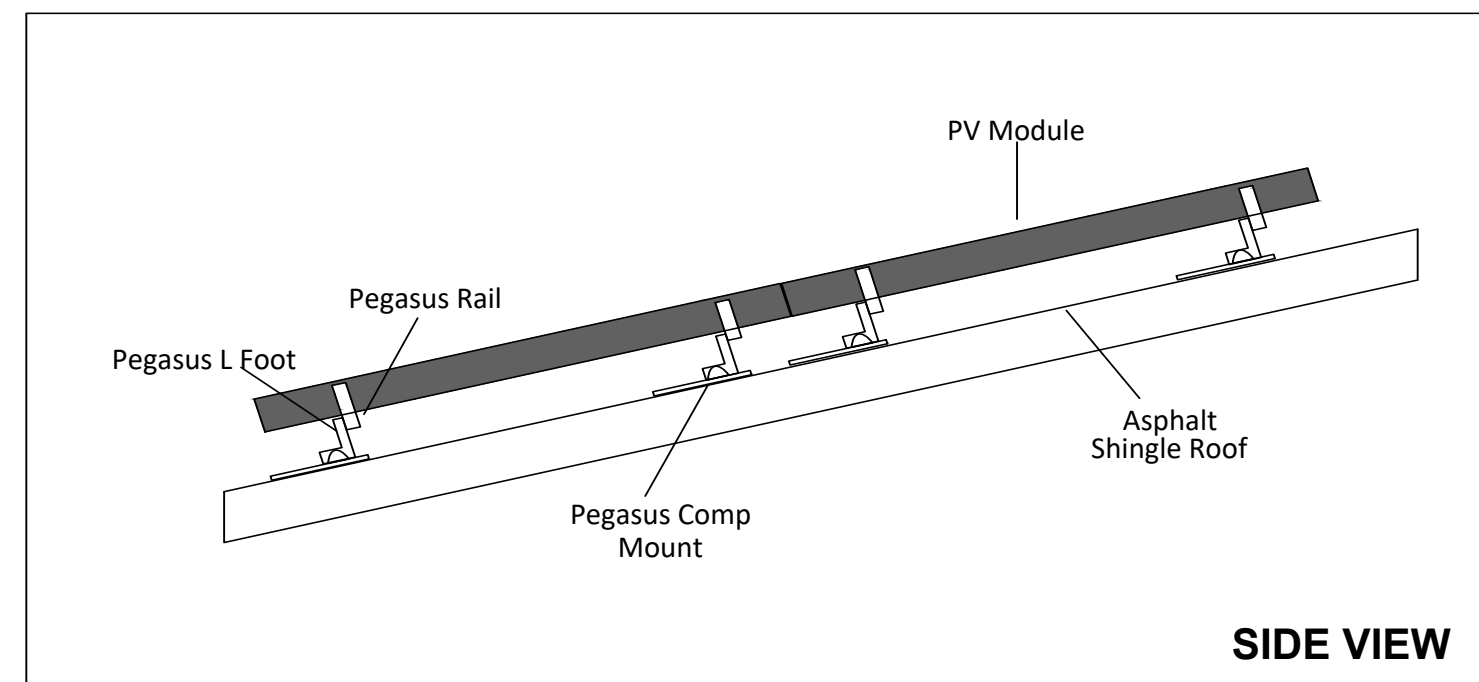 PV Module
Pegasus Rail
Pegasus L Foot
Asphalt
Shingle Roof
Pegasus Comp
Mount
SIDE VIEW